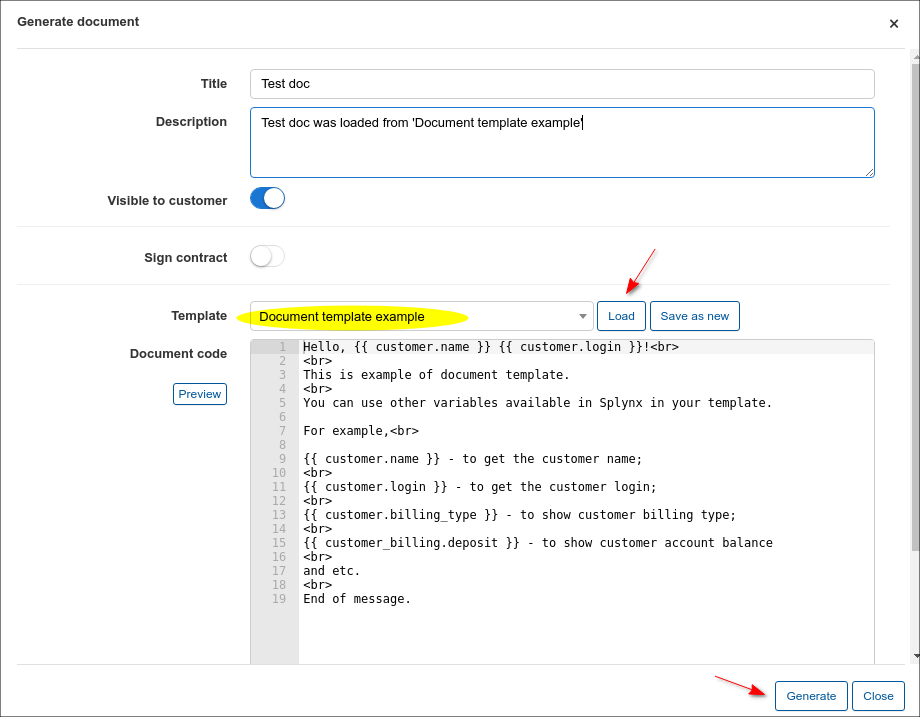 Generate document
×
Title
Test doc
Description
Test doc was loaded from 'Document template example'
Visible to customer
Sign contract
Template
Document template example
Load
Save as new
Document code
Preview
1 Hello, {{ customer.name }} {{ customer.login }}!<br>
2 <br>
3 This is example of document template.
4 <br>
5 You can use other variables available in Splynx in your template.
6
7 For example,<br>
8
9 {{ customer.name }} - to get the customer name;
10 <br>
11 {{ customer.login }} - to get the customer login;
12 <br>
13 {{ customer.billing_type }} - to show customer billing type;
14 <br>
15 {{ customer_billing.deposit }} - to show customer account balance
16 <br>
17 and etc.
18 <br>
19 End of message.
Generate
Close